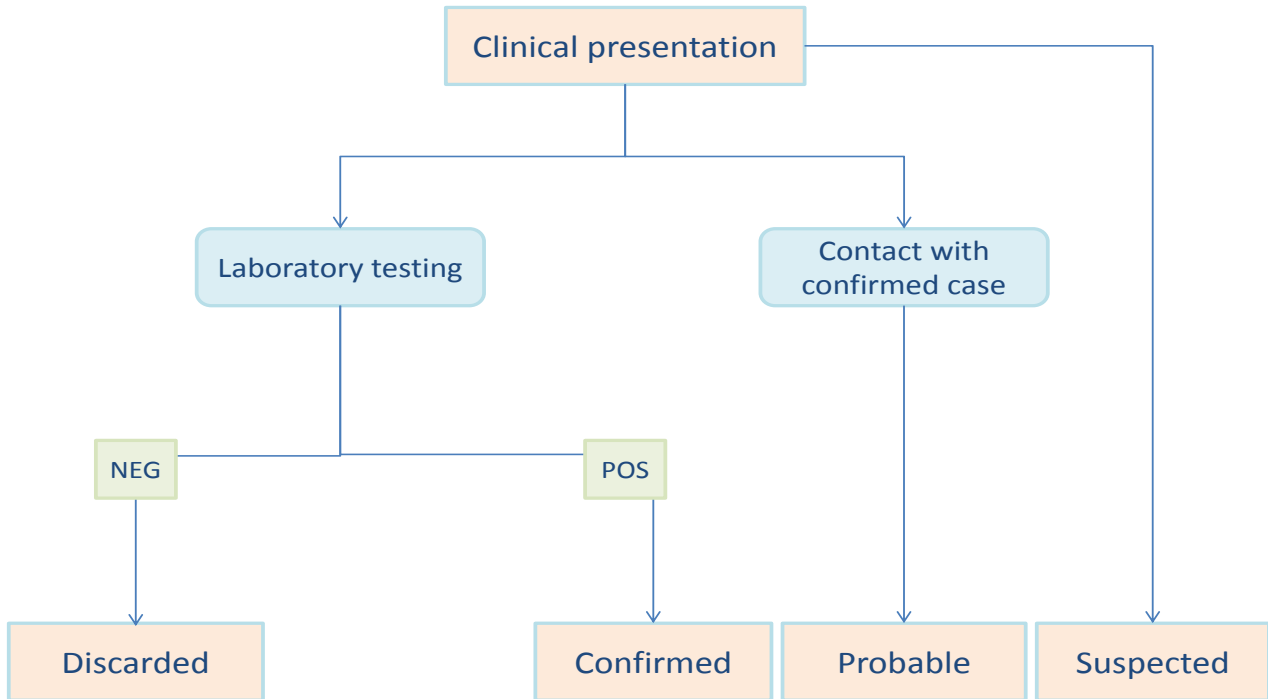 Clinical presentation
Laboratory testing
Contact with
confirmed case
NEG
POS
Discarded
Confirmed
Probable
Suspected